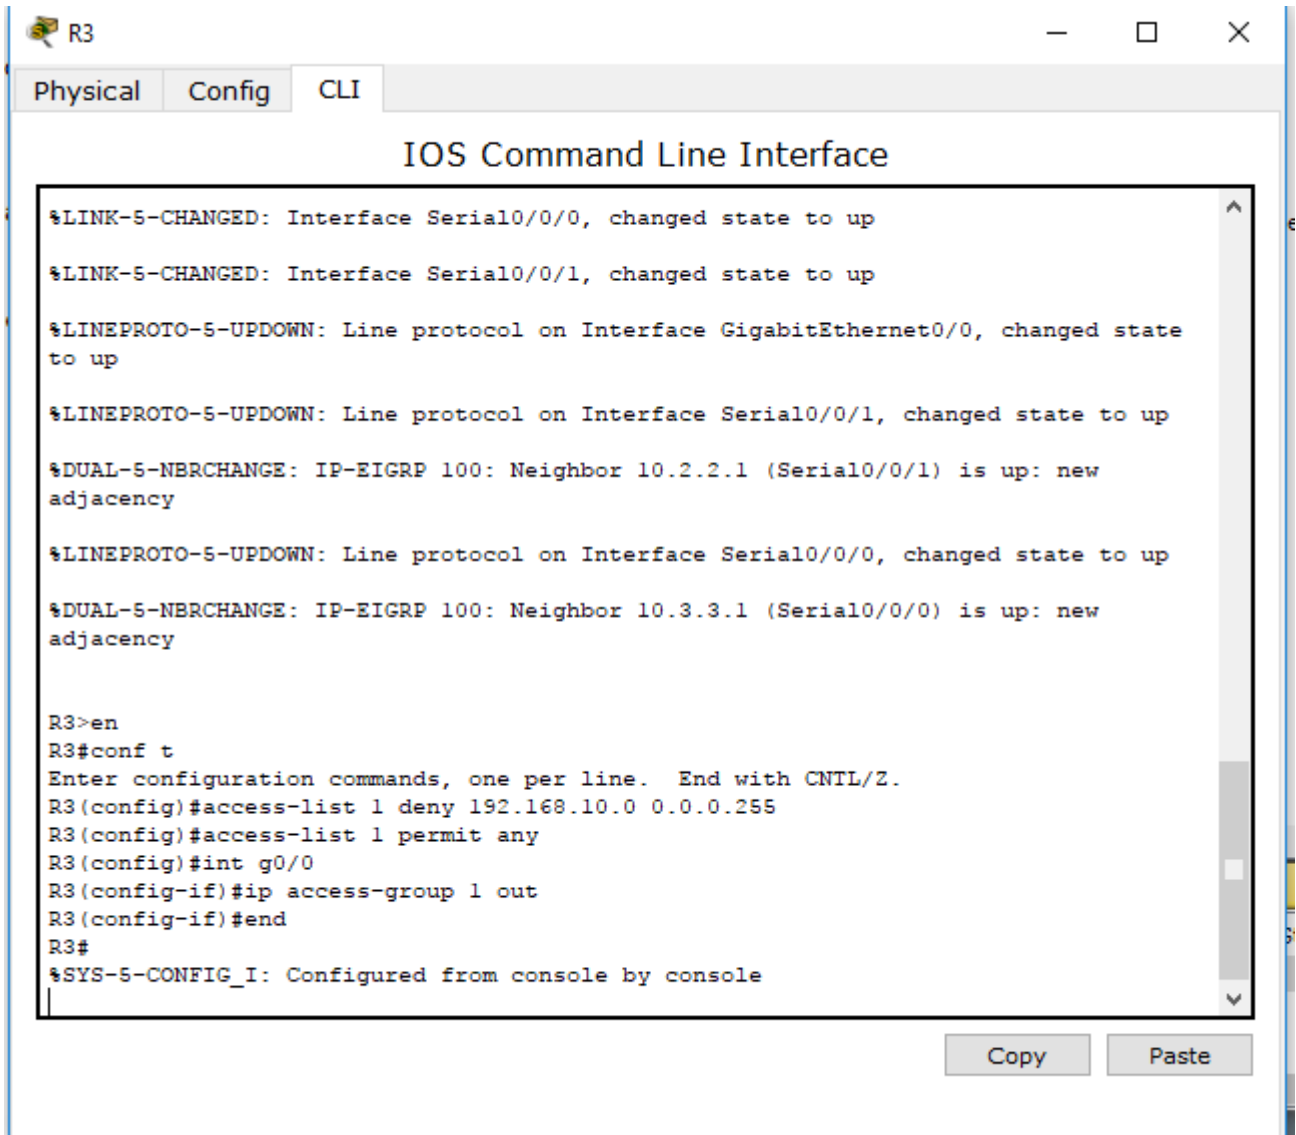 R3
Physical Config CLI
IOS Command Line Interface
%LINK-5-CHANGED: Interface Serial0/0/0, changed state to up
%LINK-5-CHANGED: Interface Serial0/0/1, changed state to up
%LINEPROTO-5-UPDOWN: Line protocol on Interface GigabitEthernet0/0, changed state
to up
%LINEPROTO-5-UPDOWN: Line protocol on Interface Serial0/0/1, changed state to up
%DUAL-5-NBRCHANGE: IP-EIGRP 100: Neighbor 10.2.2.1 (Serial0/0/1) is up: new
adjacency
%LINEPROTO-5-UPDOWN: Line protocol on Interface Serial0/0/0, changed state to up
%DUAL-5-NBRCHANGE: IP-EIGRP 100: Neighbor 10.3.3.1 (Serial0/0/0) is up: new
adjacency
R3>en
R3#conf t
Enter configuration commands, one per line.  End with CNTL/Z.
R3(config)#access-list 1 deny 192.168.10.0 0.0.0.255
R3(config)#access-list 1 permit any
R3(config)#int g0/0
R3(config-if)#ip access-group 1 out
R3(config-if)#end
R3#
%SYS-5-CONFIG_I: Configured from console by console
Copy Paste